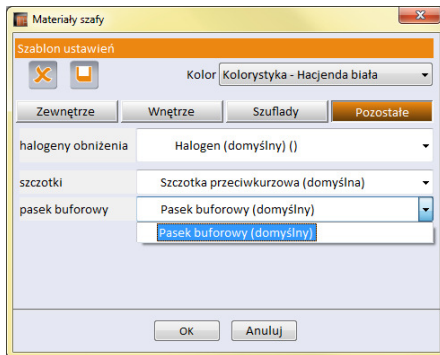 Materiały szafy
Szablon ustawień
Kolor Kolorystyka - Hacjenda biała
Zewnętrze Wnętrze Szuflady Pozostałe
halogeny obniżenia Halogen (domyślny) ()
szczotki Szczotka przeciwkurzowa (domyślna)
pasek buforowy Pasek buforowy (domyślny)
Pasek buforowy (domyślny)
OK Anuluj